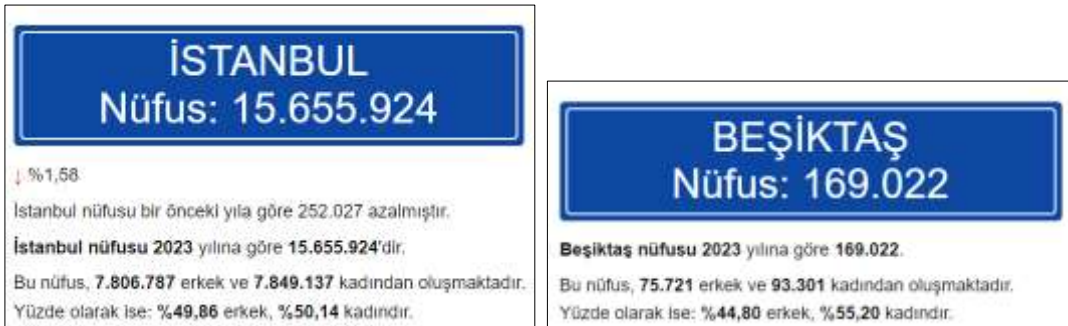 İSTANBUL
Nüfus: 15.655.924
↓ %1,58
İstanbul nüfusu bir önceki yıla göre 252.027 azalmıştır.
İstanbul nüfusu 2023 yılına göre 15.655.924'dir.
Bu nüfus, 7.806.787 erkek ve 7.849.137 kadından oluşmaktadır.
Yüzde olarak ise: %49,86 erkek, %50,14 kadındır.
BEŞİKTAŞ
Nüfus: 169.022
Beşiktaş nüfusu 2023 yılına göre 169.022.
Bu nüfus, 75.721 erkek ve 93.301 kadından oluşmaktadır.
Yüzde olarak ise: %44,80 erkek, %55,20 kadındır.